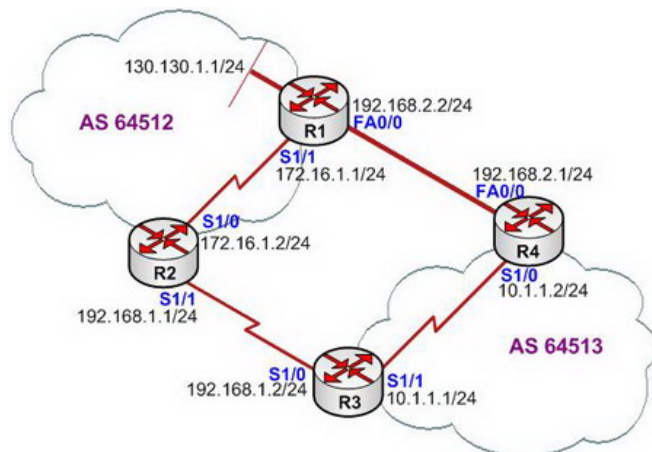 130.130.1.1/24
192.168.2.2/24
AS 64512
R1
FA0/0
S1/1
172.16.1.1/24
192.168.2.1/24
FA0/0
S1/0
172.16.1.2/24
R2
R4
S1/0
10.1.1.2/24
S1/1
192.168.1.1/24
AS 64513
S1/0
192.168.1.2/24
R3
S1/1
10.1.1.1/24